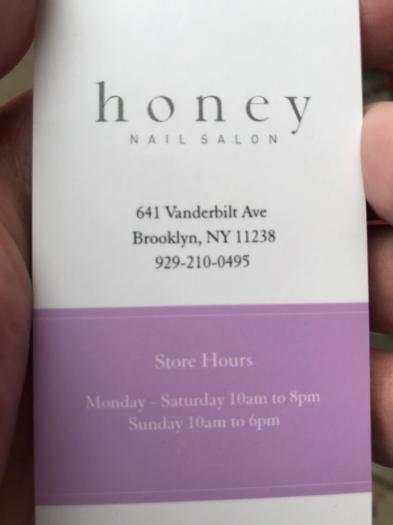 honey
NAIL SALON
641 Vanderbilt Ave
Brooklyn, NY 11238
929-210-0495
Store Hours
Monday - Saturday 10am to 8pm
Sunday 10am to 6pm